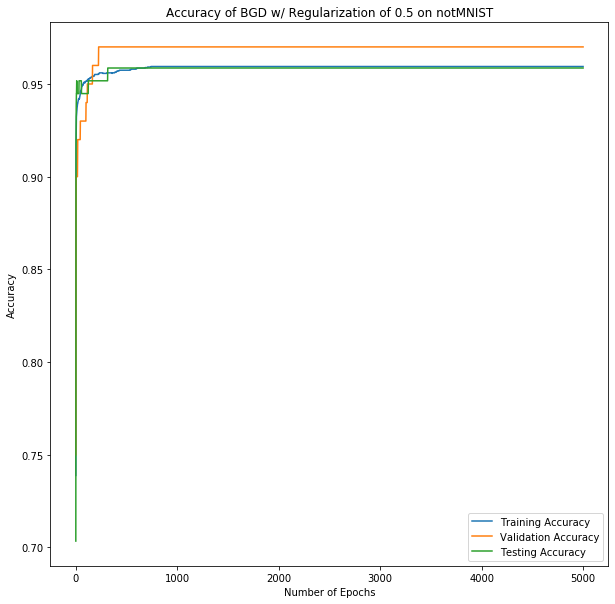 Accuracy of BGD w/ Regularization of 0.5 on notMNIST
0.95
0.90
0.85
0.80
0.75
0.70
Accuracy
0
1000
2000
3000
4000
5000
Number of Epochs
Training Accuracy
Validation Accuracy
Testing Accuracy